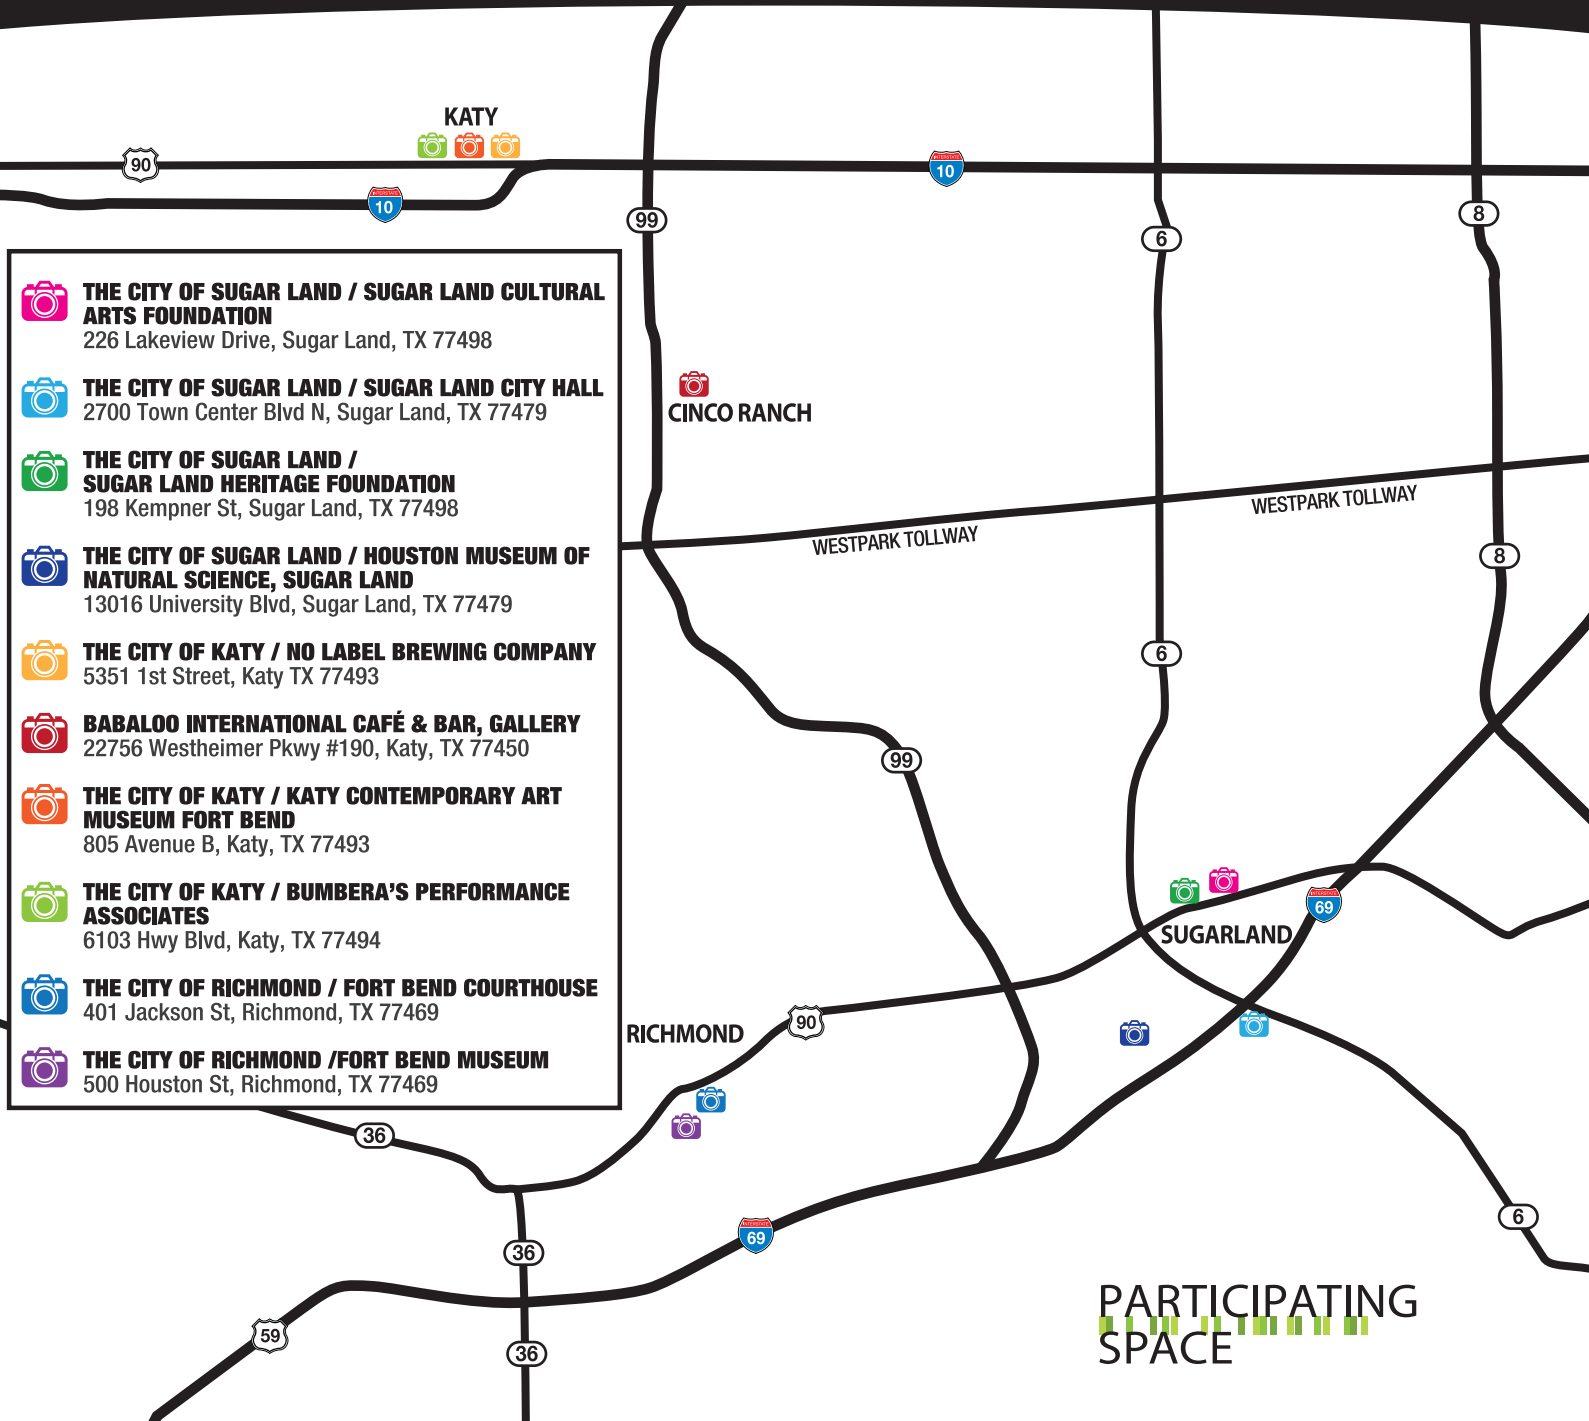 KATY
90
INTERSTATE
10
INTERSTATE
10
99
6
8
THE CITY OF SUGAR LAND / SUGAR LAND CULTURAL
ARTS FOUNDATION
226 Lakeview Drive, Sugar Land, TX 77498
THE CITY OF SUGAR LAND / SUGAR LAND CITY HALL
2700 Town Center Blvd N, Sugar Land, TX 77479
THE CITY OF SUGAR LAND /
SUGAR LAND HERITAGE FOUNDATION
198 Kempner St, Sugar Land, TX 77498
THE CITY OF SUGAR LAND / HOUSTON MUSEUM OF
NATURAL SCIENCE, SUGAR LAND
13016 University Blvd, Sugar Land, TX 77479
THE CITY OF KATY / NO LABEL BREWING COMPANY
5351 1st Street, Katy TX 77493
BABALOO INTERNATIONAL CAFÉ & BAR, GALLERY
22756 Westheimer Pkwy #190, Katy, TX 77450
THE CITY OF KATY / KATY CONTEMPORARY ART
MUSEUM FORT BEND
805 Avenue B, Katy, TX 77493
THE CITY OF KATY / BUMBERA'S PERFORMANCE
ASSOCIATES
6103 Hwy Blvd, Katy, TX 77494
THE CITY OF RICHMOND / FORT BEND COURTHOUSE
401 Jackson St, Richmond, TX 77469
THE CITY OF RICHMOND /FORT BEND MUSEUM
500 Houston St, Richmond, TX 77469
CINCO RANCH
WESTPARK TOLLWAY
WESTPARK TOLLWAY
8
6
99
INTERSTATE
69
SUGARLAND
90
RICHMOND
36
6
INTERSTATE
69
36
59
36
PARTICIPATING
SPACE